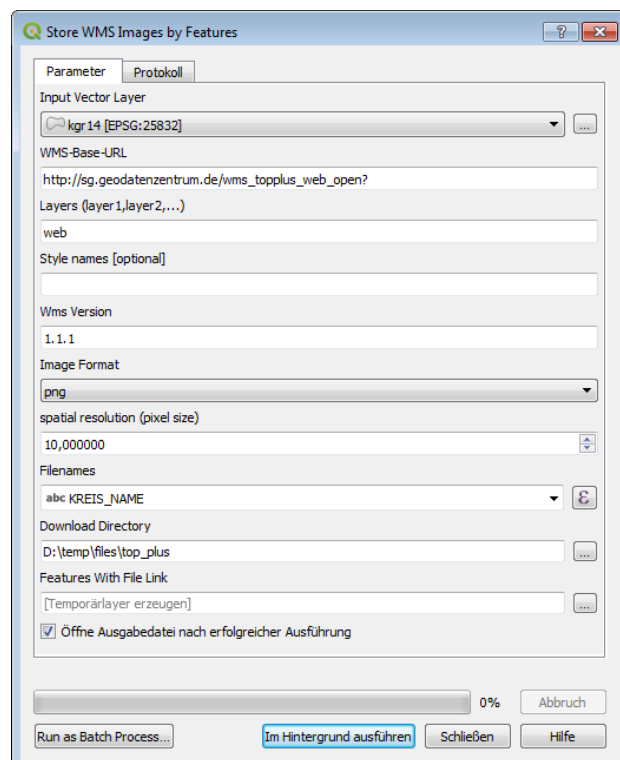 Store WMS Images by Features
Parameter Protokoll
Input Vector Layer
kgr14 [EPSG:25832]
...
WMS-Base-URL
http://sg.geodatenzentrum.de/wms_topplus_web_open?
Layers (layer1,layer2,...)
web
Style names [optional]
Wms Version
1.1.1
Image Format
png
spatial resolution (pixel size)
10,000000
Filenames
abc KREIS_NAME
ε
Download Directory
D:\temp\files\top_plus
...
Features With File Link
[Temporärlayer erzeugen]
...
Öffne Ausgabedatei nach erfolgreicher Ausführung
0% Abbruch
Run as Batch Process... Im Hintergrund ausführen Schließen Hilfe